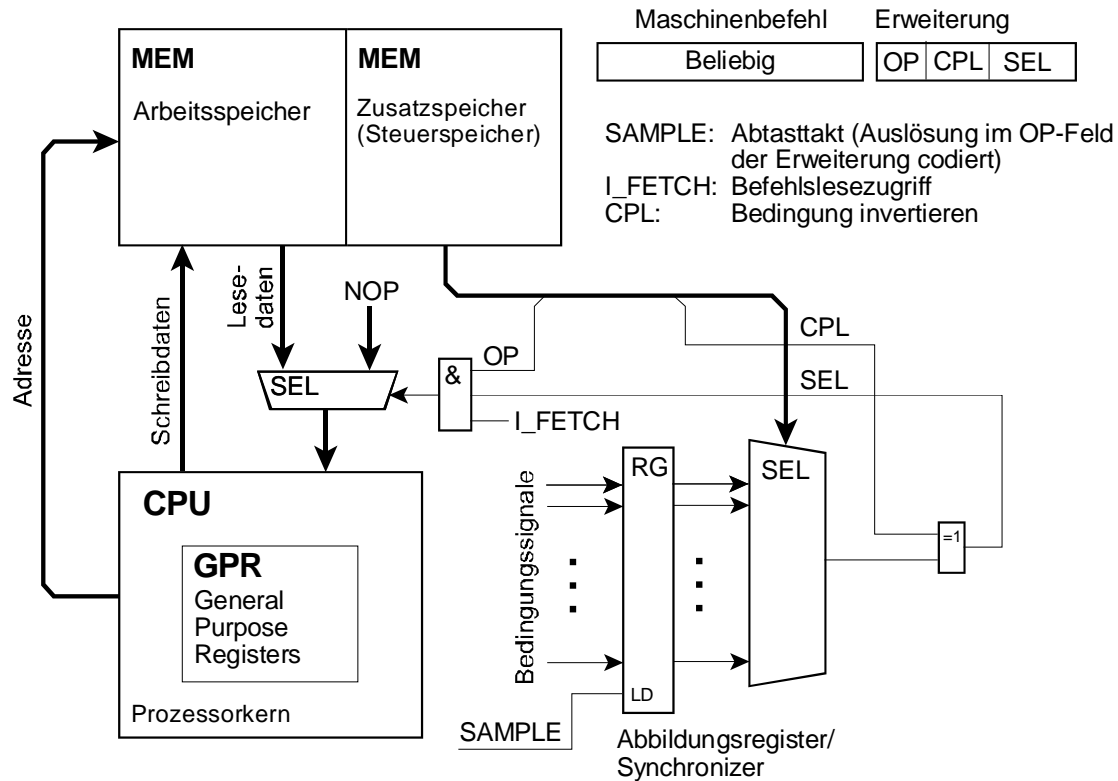 Maschinenbefehl Erweiterung
Beliebig OP CPL SEL
MEM
Arbeitsspeicher
MEM
Zusatzspeicher
(Steuerspeicher)
SAMPLE: Abtasttakt (Auslösung im OP-Feld
der Erweiterung codiert)
I_FETCH: Befehlslesezugriff
CPL: Bedingung invertieren
Adresse
Schreibdaten
Lese-
daten
NOP
SEL
&
OP
I_FETCH
CPL
SEL
CPU
GPR
General
Purpose
Registers
Prozessorkern
Bedingungssignale
RG
LD
SAMPLE
SEL
=1
Abbildungsregister/
Synchronizer